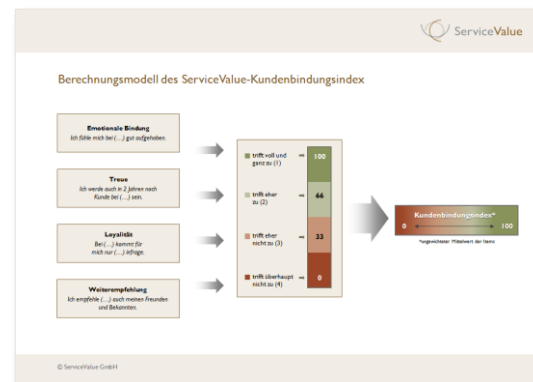 ServiceValue
Berechnungsmodell des ServiceValue-Kundenbindungsindex
Emotionale Bindung
Ich fühle mich bei (…) gut aufgehoben.
Treue
Ich werde auch in 2 Jahren noch
Kunde bei (…) sein.
Loyalität
Bei (…) kommt für
mich nur (…) infrage.
Weiterempfehlung
Ich empfehle (…) auch meinen Freunden
und Bekannten.
trifft voll und
ganz zu (1)
100
trifft eher
zu (2)
66
trifft eher
nicht zu (3)
33
trifft überhaupt
nicht zu (4)
0
Kundenbindungsindex*
0 100
*ungewichteter Mittelwert der Items
© ServiceValue GmbH